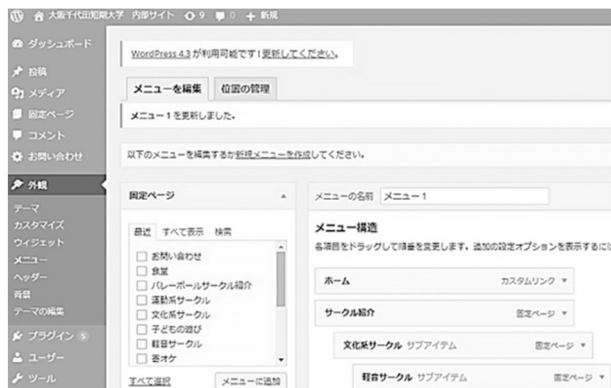 大阪千代田短期大学 内部サイト 9 0 + 新規
ダッシュボード
投稿
メディア
固定ページ
コメント
お問い合わせ
外観
テーマ
カスタマイズ
ウィジェット
メニュー
ヘッダー
背景
テーマの編集
プラグイン 5
ユーザー
ツール
WordPress 4.3 が利用可能です ! 更新してください。
メニューを編集 位置の管理
メニュー 1 を更新しました。
以下のメニューを編集するか新規メニューを作成してください。
固定ページ
最近 すべて表示 検索
お問い合わせ
食堂
バレーボールサークル紹介
運動系サークル
文化系サークル
子どもの遊び
軽音サークル
すべて選択 メニューに追加
メニューの名前 メニュー 1
メニュー構造
各項目をドラッグして順番を変更します。追加の設定オプションを表示するには
ホーム カスタムリンク
サークル紹介 固定ページ
文化系サークル サブアイテム 固定ページ
軽音サークル サブアイテム 固定ページ